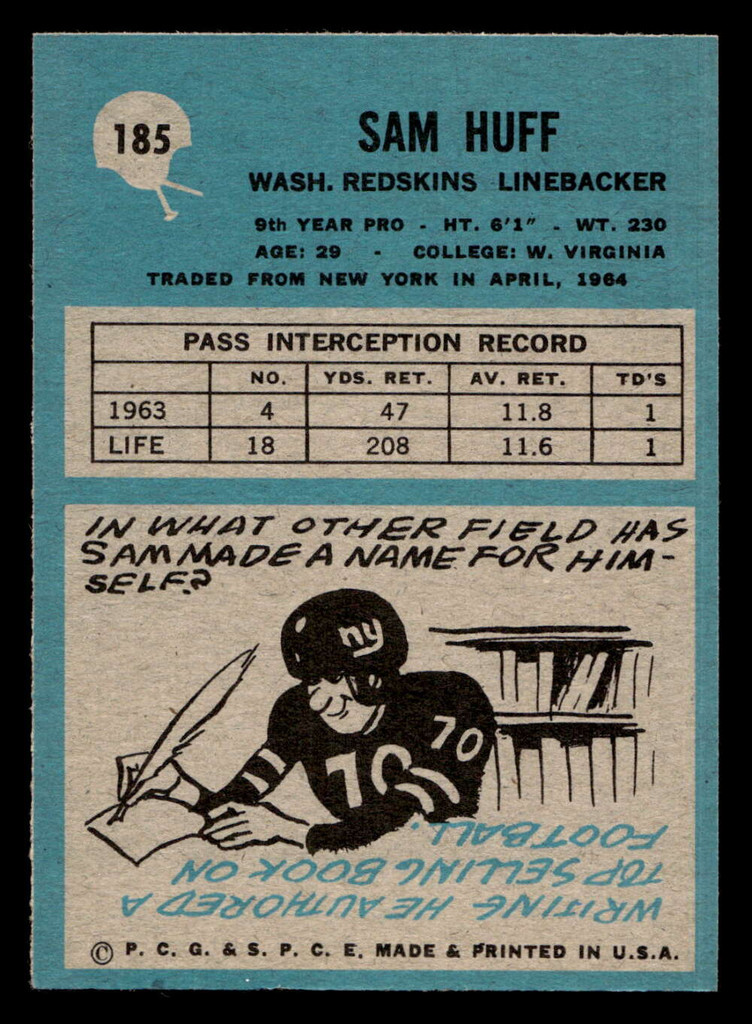 185
SAM HUFF
WASH. REDSKINS LINEBACKER
9th YEAR PRO - HT. 6'1" - WT. 230
AGE: 29 - COLLEGE: W. VIRGINIA
TRADED FROM NEW YORK IN APRIL, 1964
PASS INTERCEPTION RECORD
NO. YDS. RET. AV. RET. TD'S
1963 4 47 11.8 1
LIFE 18 208 11.6 1
IN WHAT OTHER FIELD HAS
SAM MADE A NAME FOR HIM-
SELF?
ny
70
70
WRITING - HE AUTHORED A
TOP SELLING BOOK ON
FOOTBALL.
© P. C. G. & S. P. C. E. MADE & PRINTED IN U.S.A.